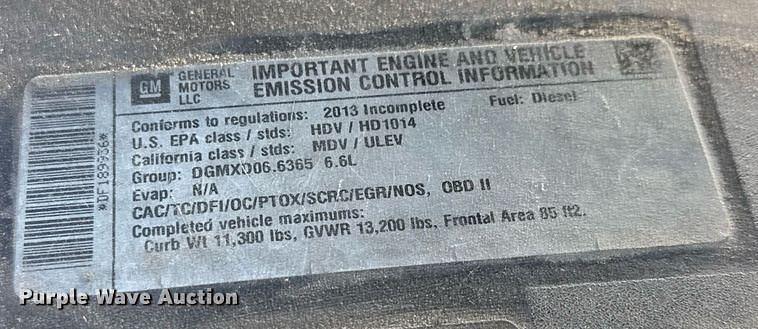 GM
GENERAL
MOTORS
LLC
IMPORTANT ENGINE AND VEHICLE
EMISSION CONTROL INFORMATION
Conforms to regulations: 2013 Incomplete Fuel: Diesel
U.S. EPA class / stds: HDV / HD1014
California class / stds: MDV / ULEV
Group: DGMXD06.6365 6.6L
Evap: N/A
CAC/TC/DFI/OC/PTOX/SCRC/EGR/NOS, OBD II
Completed vehicle maximums:
Curb Wt 11,300 lbs, GVWR 13,200 lbs, Frontal Area 85 ft2.
*DF189936*
Purple Wave Auction